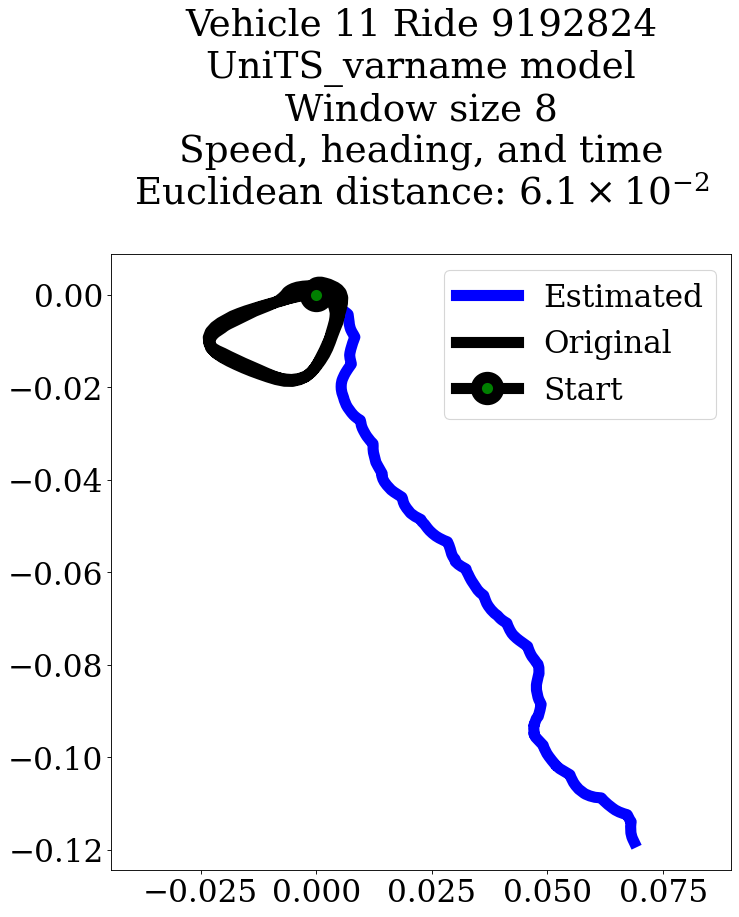 Vehicle 11 Ride 9192824
UniTS_varname model
Window size 8
Speed, heading, and time
Euclidean distance: 6.1 × 10⁻²
Estimated
Original
Start
0.00
−0.02
−0.04
−0.06
−0.08
−0.10
−0.12
−0.025 0.000 0.025 0.050 0.075